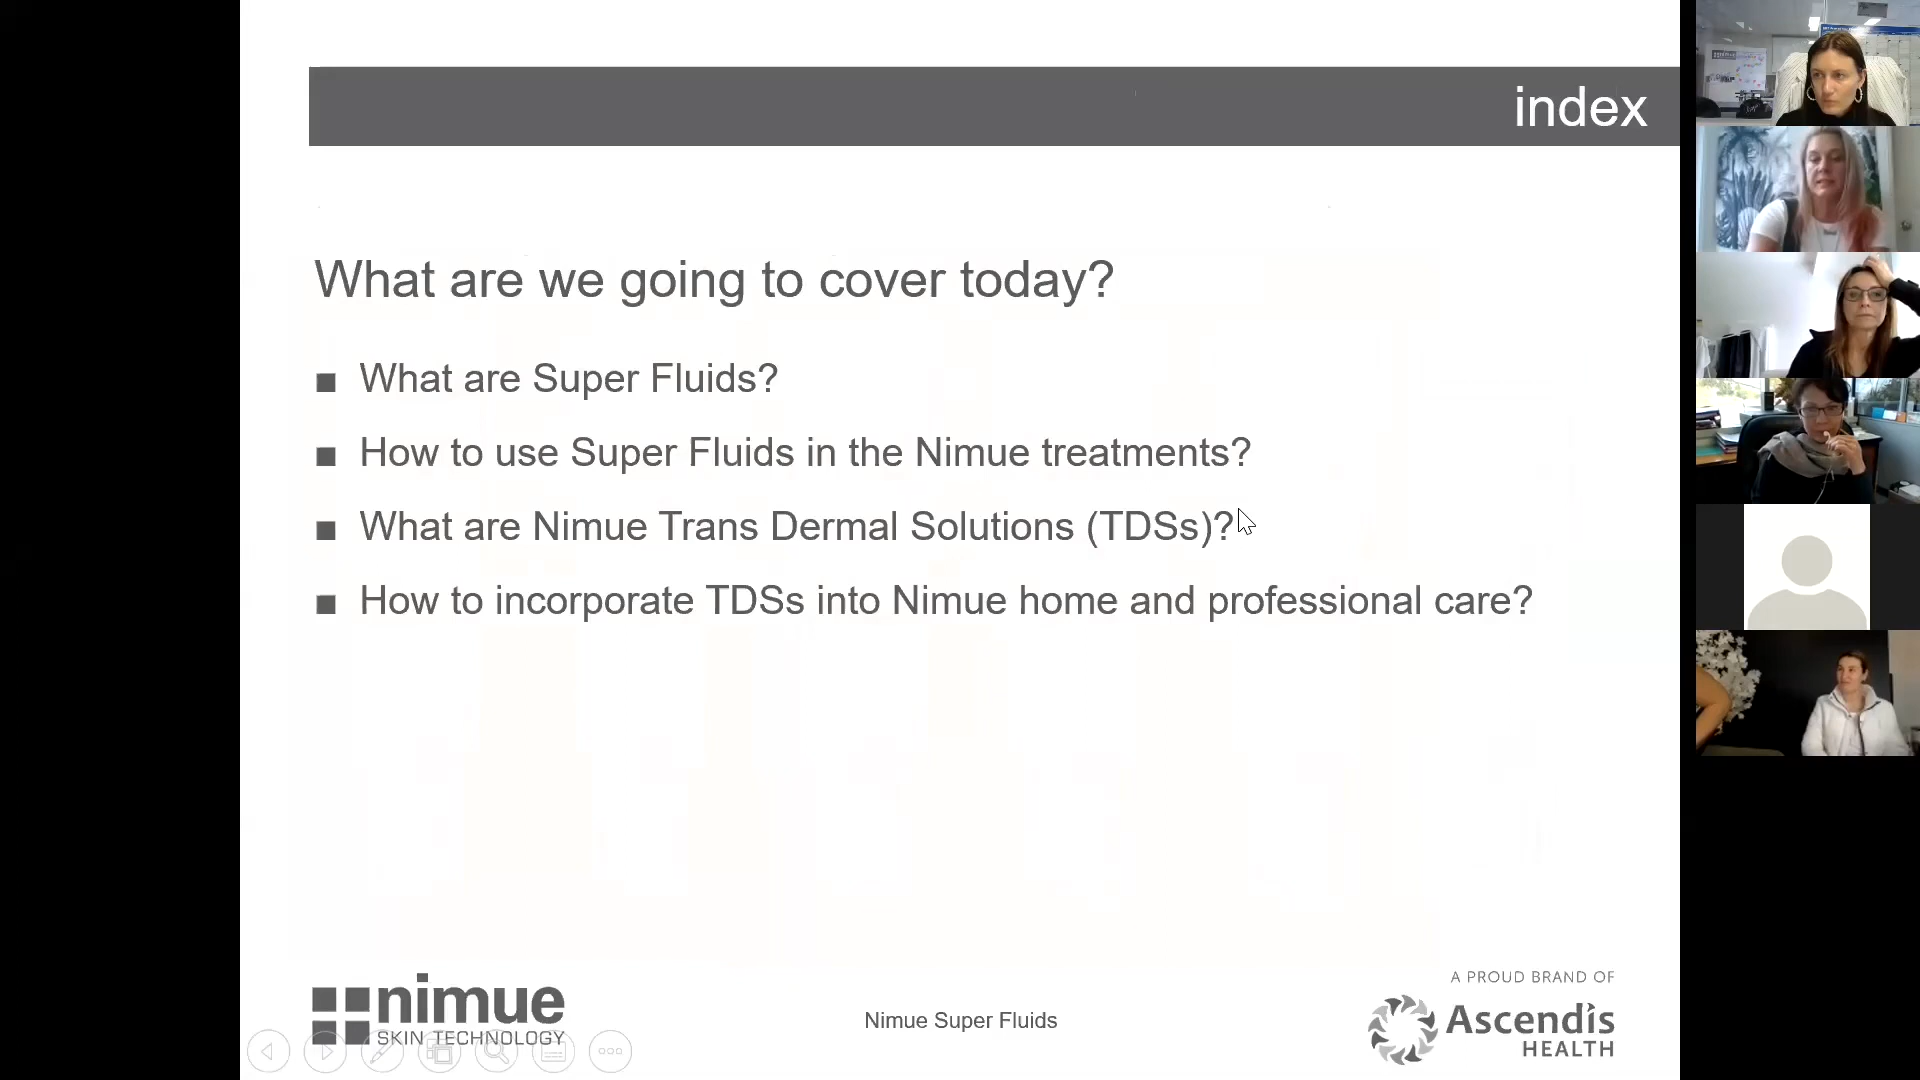 index
What are we going to cover today?
What are Super Fluids?
How to use Super Fluids in the Nimue treatments?
What are Nimue Trans Dermal Solutions (TDSs)?
How to incorporate TDSs into Nimue home and professional care?
nimue
SKIN TECHNOLOGY
Nimue Super Fluids
A PROUD BRAND OF
Ascendis
HEALTH